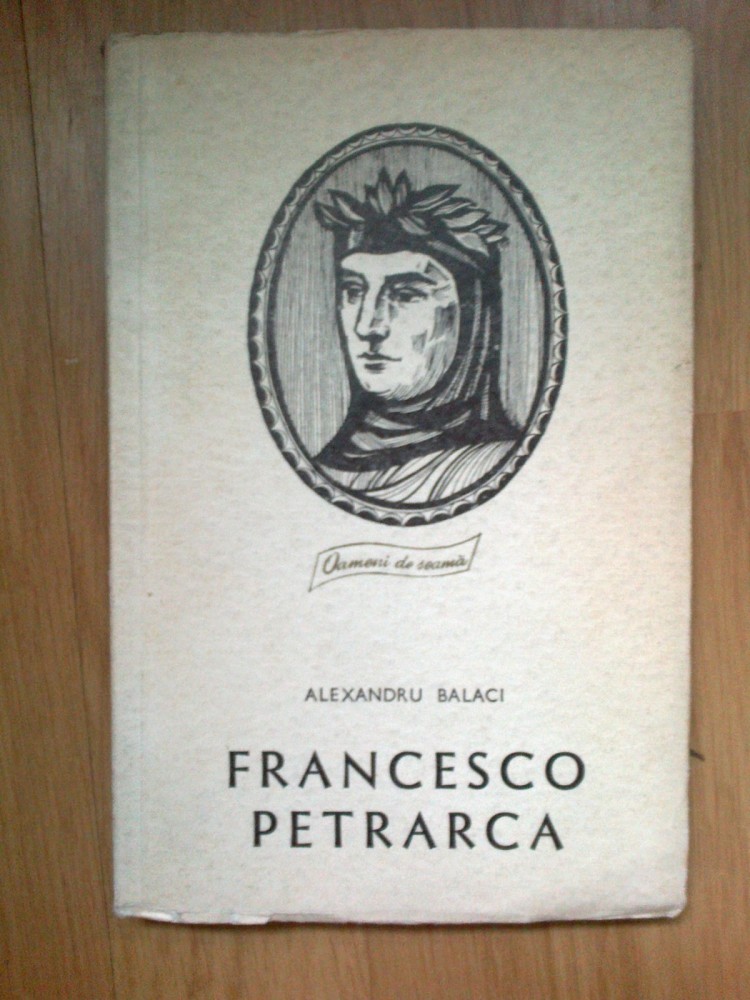 Oameni de seamă
ALEXANDRU BALACI
FRANCESCO
PETRARCA